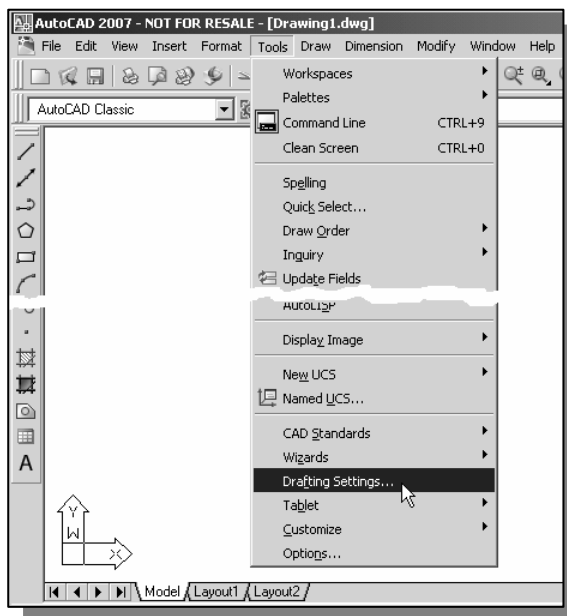 AutoCAD 2007 - NOT FOR RESALE - [Drawing1.dwg]
File Edit View Insert Format Tools Draw Dimension Modify Window Help
AutoCAD Classic
Workspaces
Palettes
Command Line CTRL+9
Clean Screen CTRL+0
Spelling
Quick Select...
Draw Order
Inquiry
Update Fields
AutoLISP
Display Image
New UCS
Named UCS...
CAD Standards
Wizards
Drafting Settings...
Tablet
Customize
Options...
A
Y
W
X
Model Layout1 Layout2